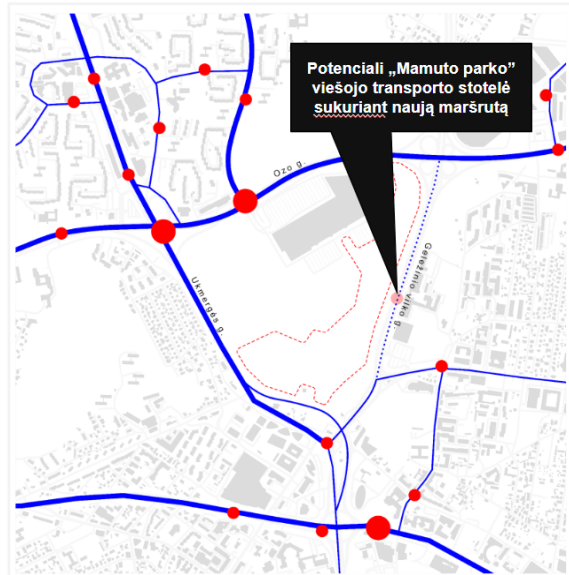 Potenciali „Mamuto parko”
viešojo transporto stotelė
sukuriant naują maršrutą
Ozo g.
Geležinio vilko g.
Ukmergės g.